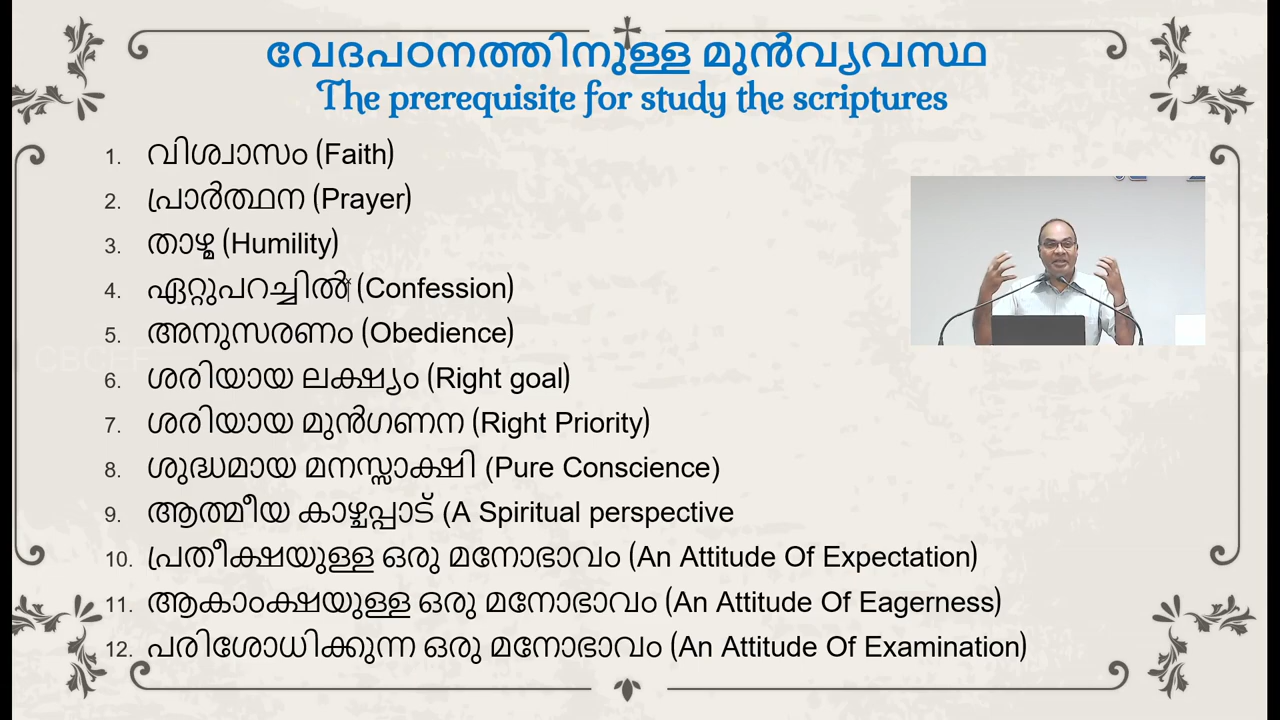 വേദപഠനത്തിനുള്ള മുൻവ്യവസ്ഥ
The prerequisite for study the scriptures
1. വിശ്വാസം (Faith)
2. പ്രാർത്ഥന (Prayer)
3. താഴ്മ (Humility)
4. ഏറ്റുപറച്ചിൽ (Confession)
5. അനുസരണം (Obedience)
6. ശരിയായ ലക്ഷ്യം (Right goal)
7. ശരിയായ മുൻഗണന (Right Priority)
8. ശുദ്ധമായ മനസ്സാക്ഷി (Pure Conscience)
9. ആത്മീയ കാഴ്ചപ്പാട് (A Spiritual perspective
10. പ്രതീക്ഷയുള്ള ഒരു മനോഭാവം (An Attitude Of Expectation)
11. ആകാംക്ഷയുള്ള ഒരു മനോഭാവം (An Attitude Of Eagerness)
12. പരിശോധിക്കുന്ന ഒരു മനോഭാവം (An Attitude Of Examination)